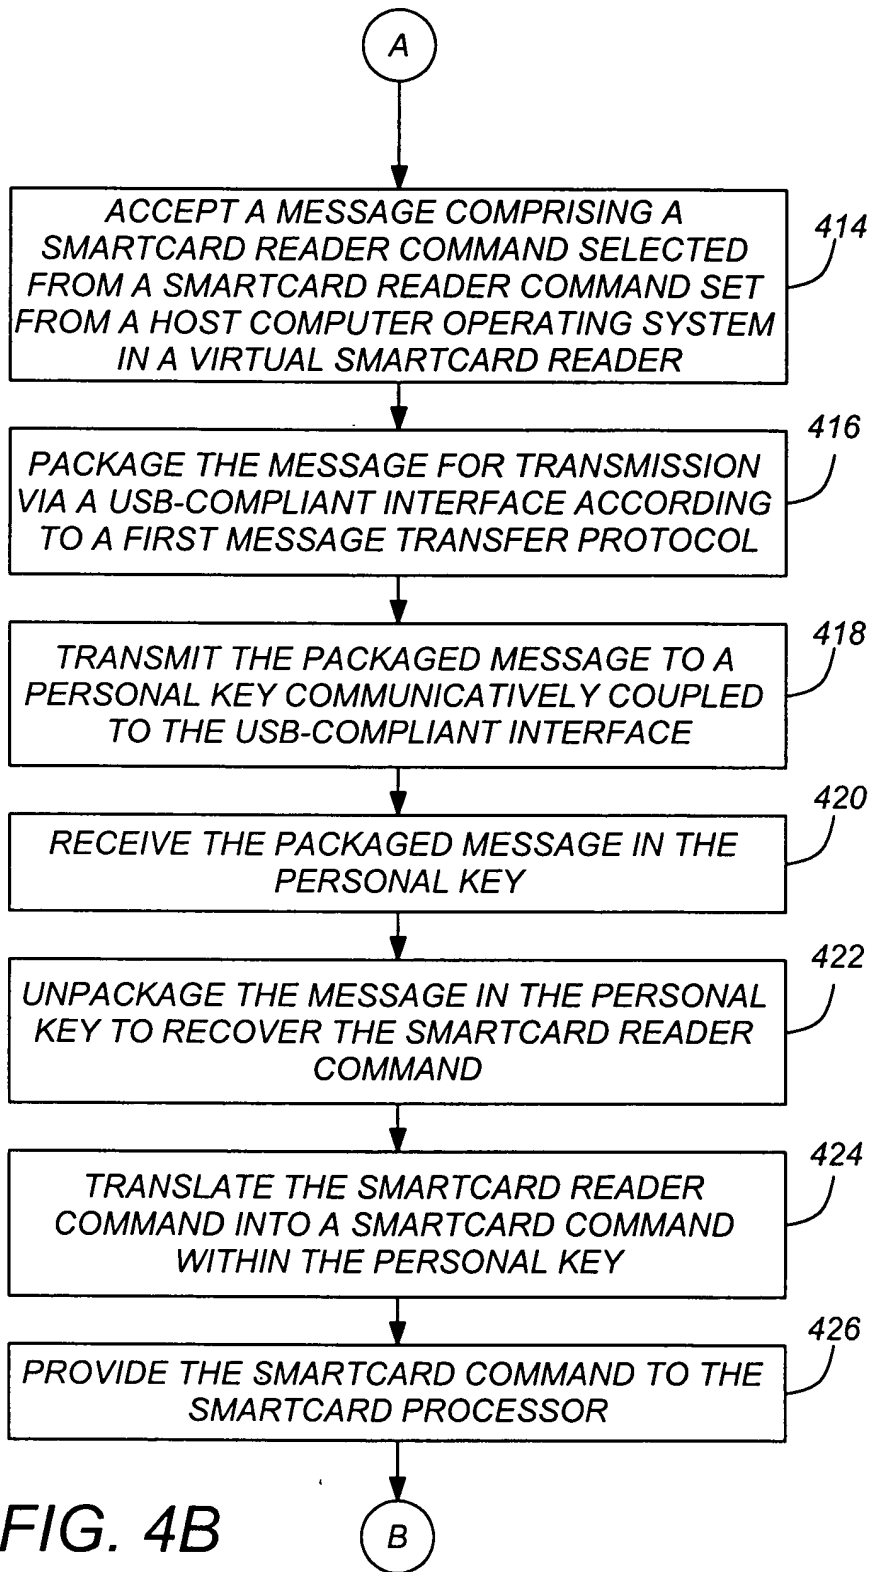 A
ACCEPT A MESSAGE COMPRISING A
SMARTCARD READER COMMAND SELECTED
FROM A SMARTCARD READER COMMAND SET
FROM A HOST COMPUTER OPERATING SYSTEM
IN A VIRTUAL SMARTCARD READER
414
PACKAGE THE MESSAGE FOR TRANSMISSION
VIA A USB-COMPLIANT INTERFACE ACCORDING
TO A FIRST MESSAGE TRANSFER PROTOCOL
416
TRANSMIT THE PACKAGED MESSAGE TO A
PERSONAL KEY COMMUNICATIVELY COUPLED
TO THE USB-COMPLIANT INTERFACE
418
RECEIVE THE PACKAGED MESSAGE IN THE
PERSONAL KEY
420
UNPACKAGE THE MESSAGE IN THE PERSONAL
KEY TO RECOVER THE SMARTCARD READER
COMMAND
422
TRANSLATE THE SMARTCARD READER
COMMAND INTO A SMARTCARD COMMAND
WITHIN THE PERSONAL KEY
424
PROVIDE THE SMARTCARD COMMAND TO THE
SMARTCARD PROCESSOR
426
B
FIG. 4B